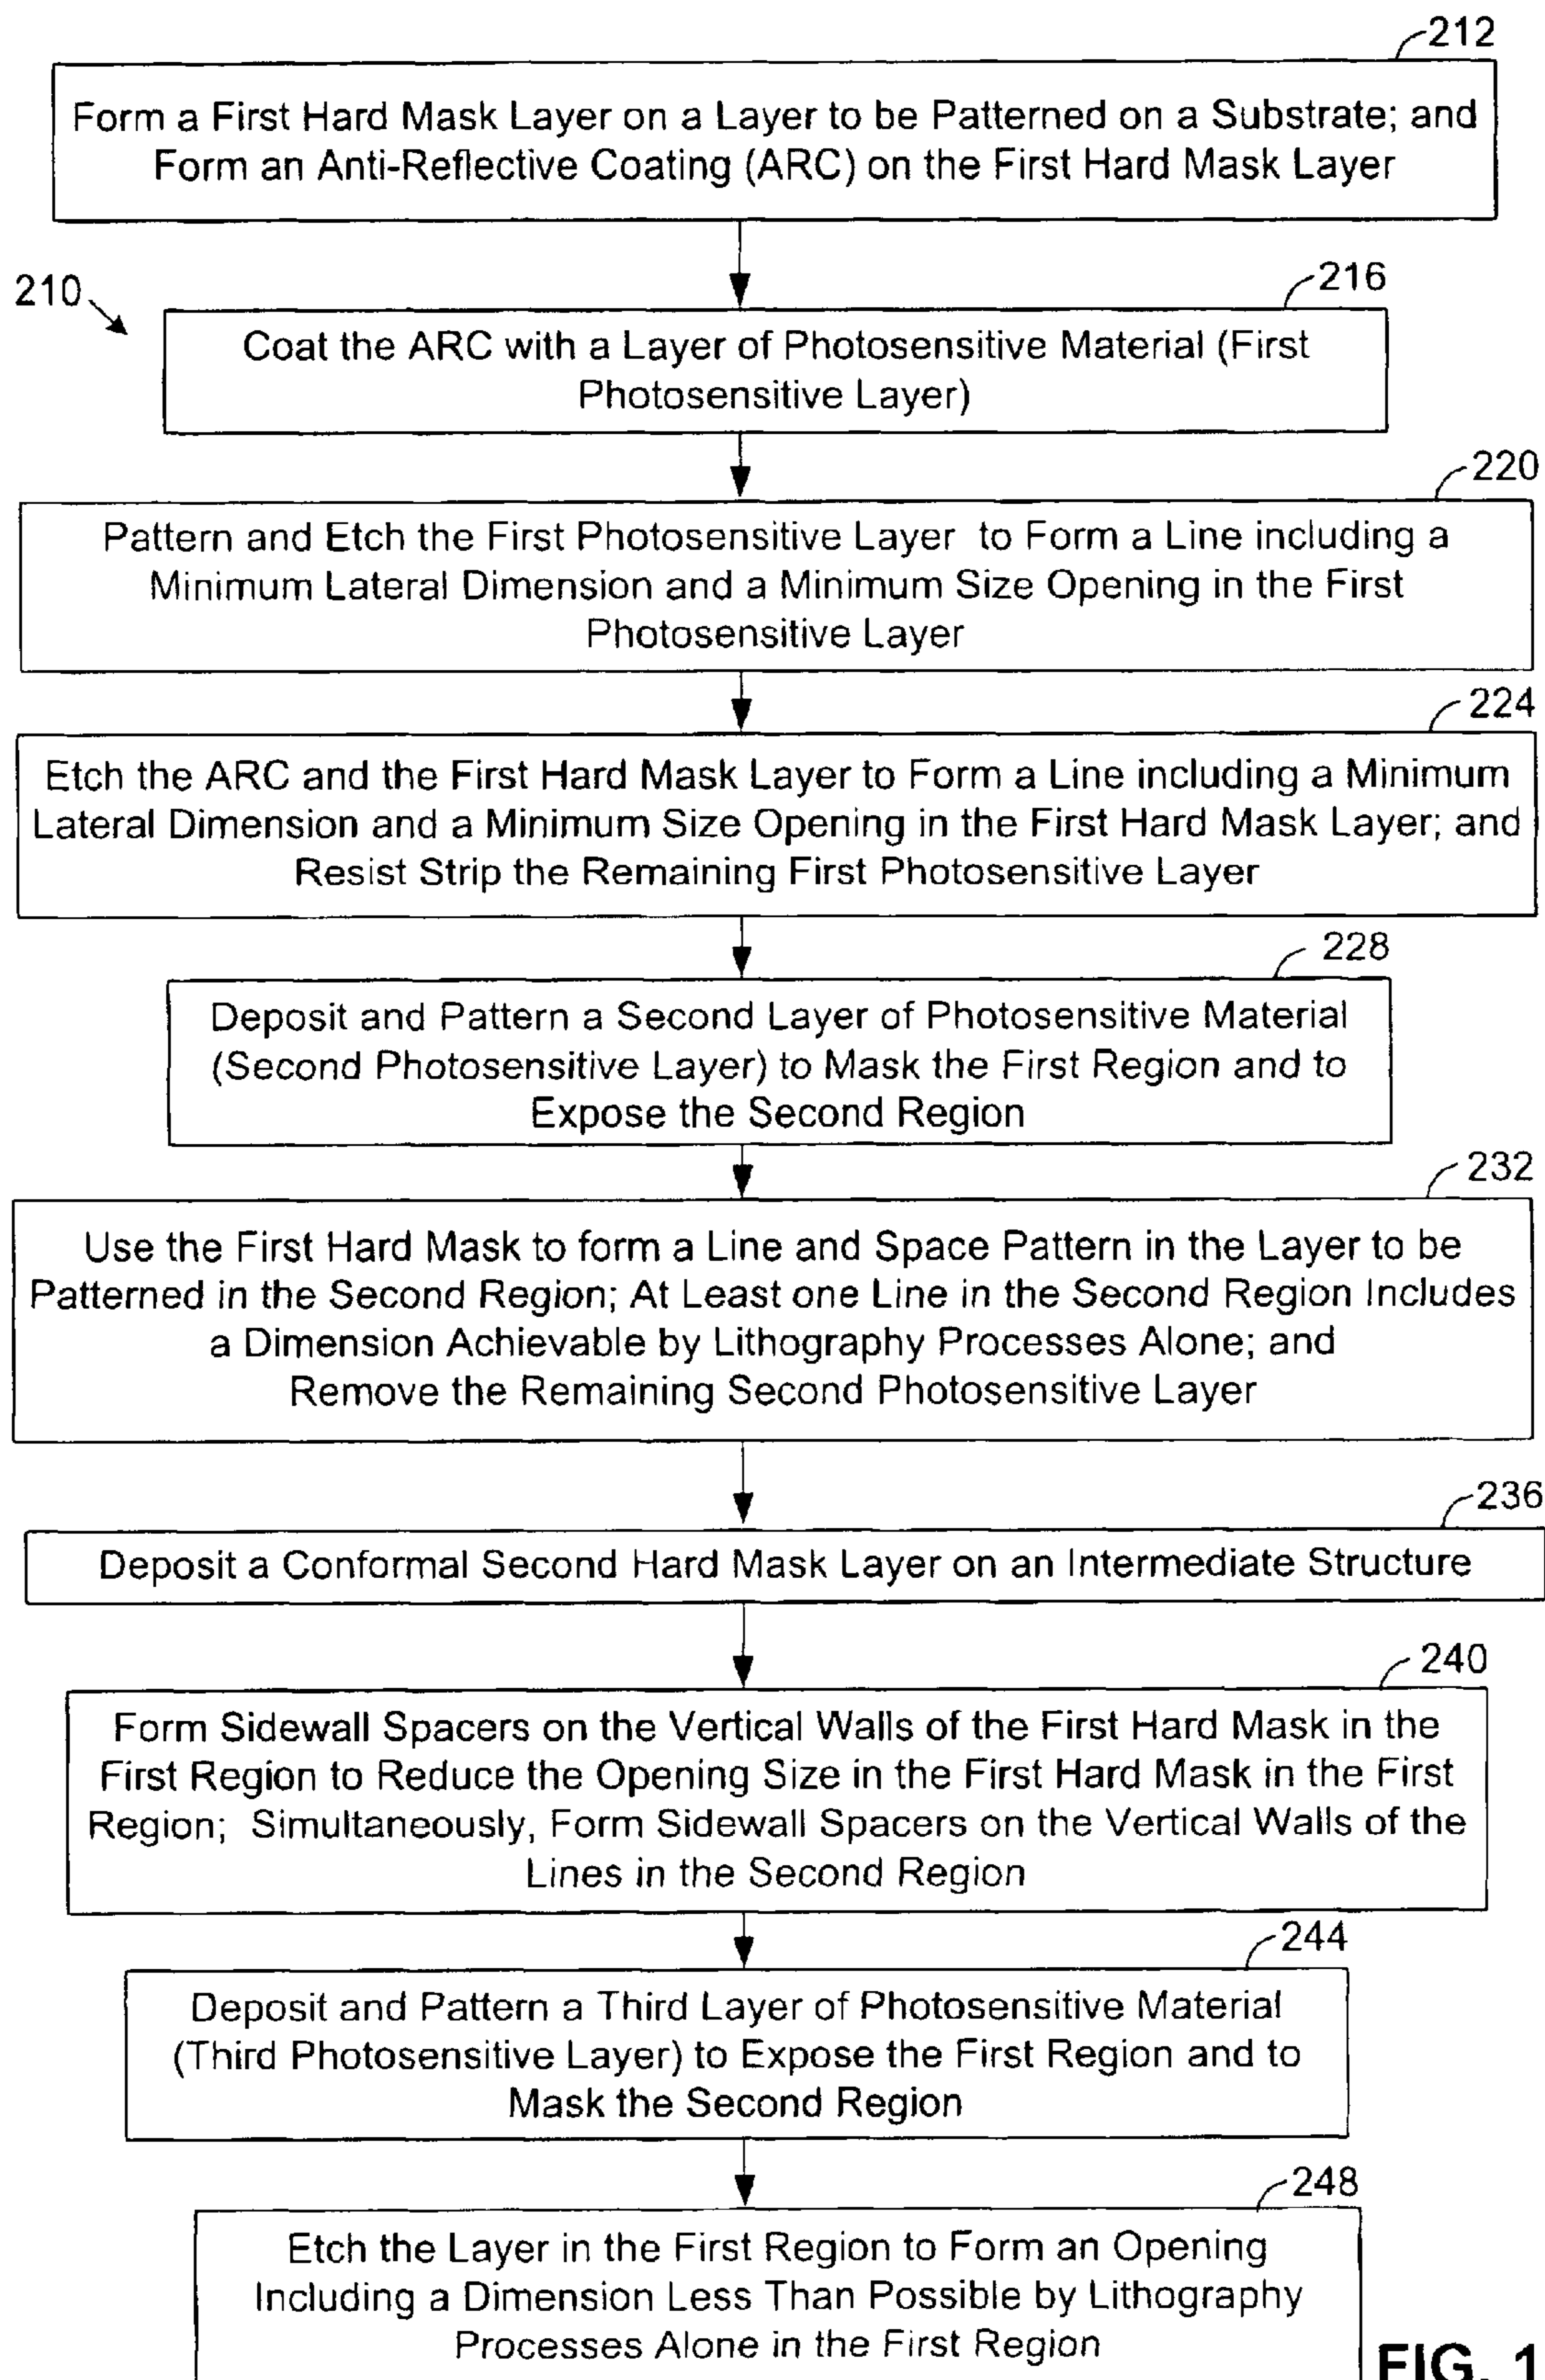 212
Form a First Hard Mask Layer on a Layer to be Patterned on a Substrate; and
Form an Anti-Reflective Coating (ARC) on the First Hard Mask Layer
210
216
Coat the ARC with a Layer of Photosensitive Material (First
Photosensitive Layer)
220
Pattern and Etch the First Photosensitive Layer to Form a Line including a
Minimum Lateral Dimension and a Minimum Size Opening in the First
Photosensitive Layer
224
Etch the ARC and the First Hard Mask Layer to Form a Line including a Minimum
Lateral Dimension and a Minimum Size Opening in the First Hard Mask Layer; and
Resist Strip the Remaining First Photosensitive Layer
228
Deposit and Pattern a Second Layer of Photosensitive Material
(Second Photosensitive Layer) to Mask the First Region and to
Expose the Second Region
232
Use the First Hard Mask to form a Line and Space Pattern in the Layer to be
Patterned in the Second Region; At Least one Line in the Second Region Includes
a Dimension Achievable by Lithography Processes Alone; and
Remove the Remaining Second Photosensitive Layer
236
Deposit a Conformal Second Hard Mask Layer on an Intermediate Structure
240
Form Sidewall Spacers on the Vertical Walls of the First Hard Mask in the
First Region to Reduce the Opening Size in the First Hard Mask in the First
Region; Simultaneously, Form Sidewall Spacers on the Vertical Walls of the
Lines in the Second Region
244
Deposit and Pattern a Third Layer of Photosensitive Material
(Third Photosensitive Layer) to Expose the First Region and to
Mask the Second Region
248
Etch the Layer in the First Region to Form an Opening
Including a Dimension Less Than Possible by Lithography
Processes Alone in the First Region
FIG. 1